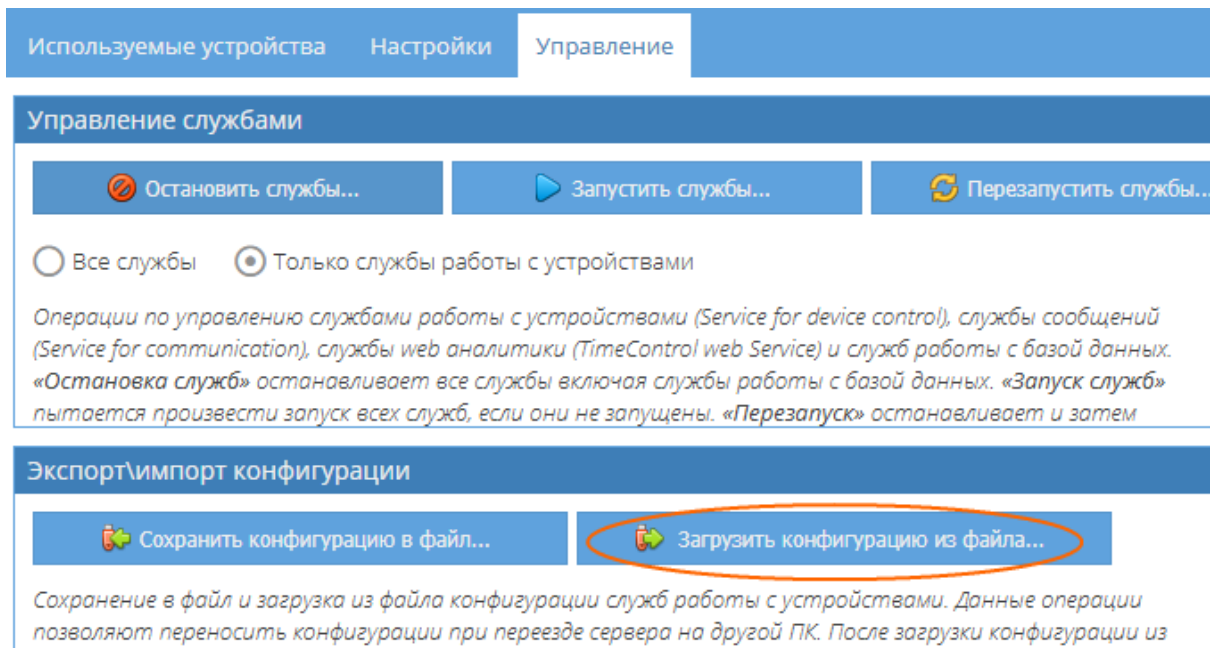 Используемые устройства Настройки Управление
Управление службами
Остановить службы... Запустить службы... Перезапустить службы...
Все службы Только службы работы с устройствами
Операции по управлению службами работы с устройствами (Service for device control), службы сообщений
(Service for communication), службы web аналитики (TimeControl web Service) и служб работы с базой данных.
«Остановка служб» останавливает все службы включая службы работы с базой данных. «Запуск служб»
пытается произвести запуск всех служб, если они не запущены. «Перезапуск» останавливает и затем
Экспорт\импорт конфигурации
Сохранить конфигурацию в файл... Загрузить конфигурацию из файла...
Сохранение в файл и загрузка из файла конфигурации служб работы с устройствами. Данные операции
позволяют переносить конфигурации при переезде сервера на другой ПК. После загрузки конфигурации из